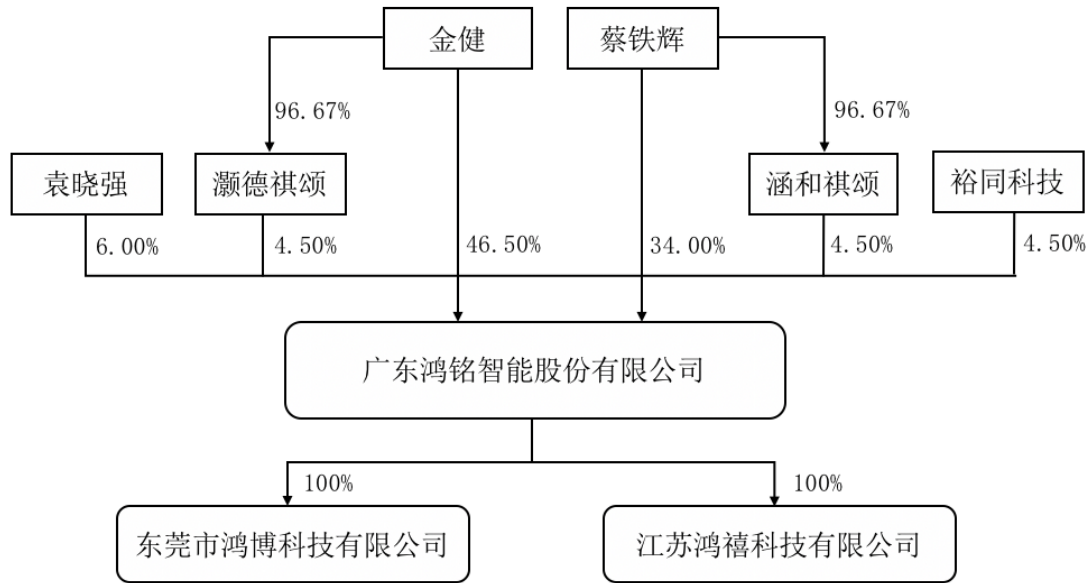 金健
蔡铁辉
96.67%
96.67%
袁晓强
灏德祺颂
涵和祺颂
裕同科技
6.00%
4.50%
46.50%
34.00%
4.50%
4.50%
广东鸿铭智能股份有限公司
100%
100%
东莞市鸿博科技有限公司
江苏鸿禧科技有限公司